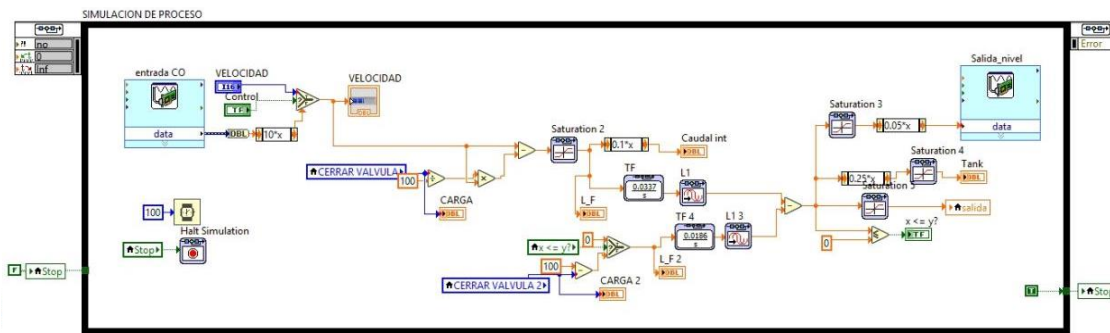 SIMULACION DE PROCESO
?! no
0
Inf
Error
entrada CO
data
VELOCIDAD
I16
Control
TF
DBL
10*x
VELOCIDAD
DBL
CERRAR VALVULA
100
CARGA
DBL
Saturation 2
0.1*x
Caudal int
DBL
L_F
DBL
TF
0.0337
L1
Saturation 3
0.05*x
Salida_nivel
data
Saturation 4
Tank
DBL
0.25*x
Saturation 5
salida
x <= y?
TF
0
100
Halt Simulation
Stop
F
Stop
x <= y?
0
TF 4
0.0186
L1 3
L_F 2
DBL
100
CERRAR VALVULA 2
CARGA 2
DBL
T
Stop